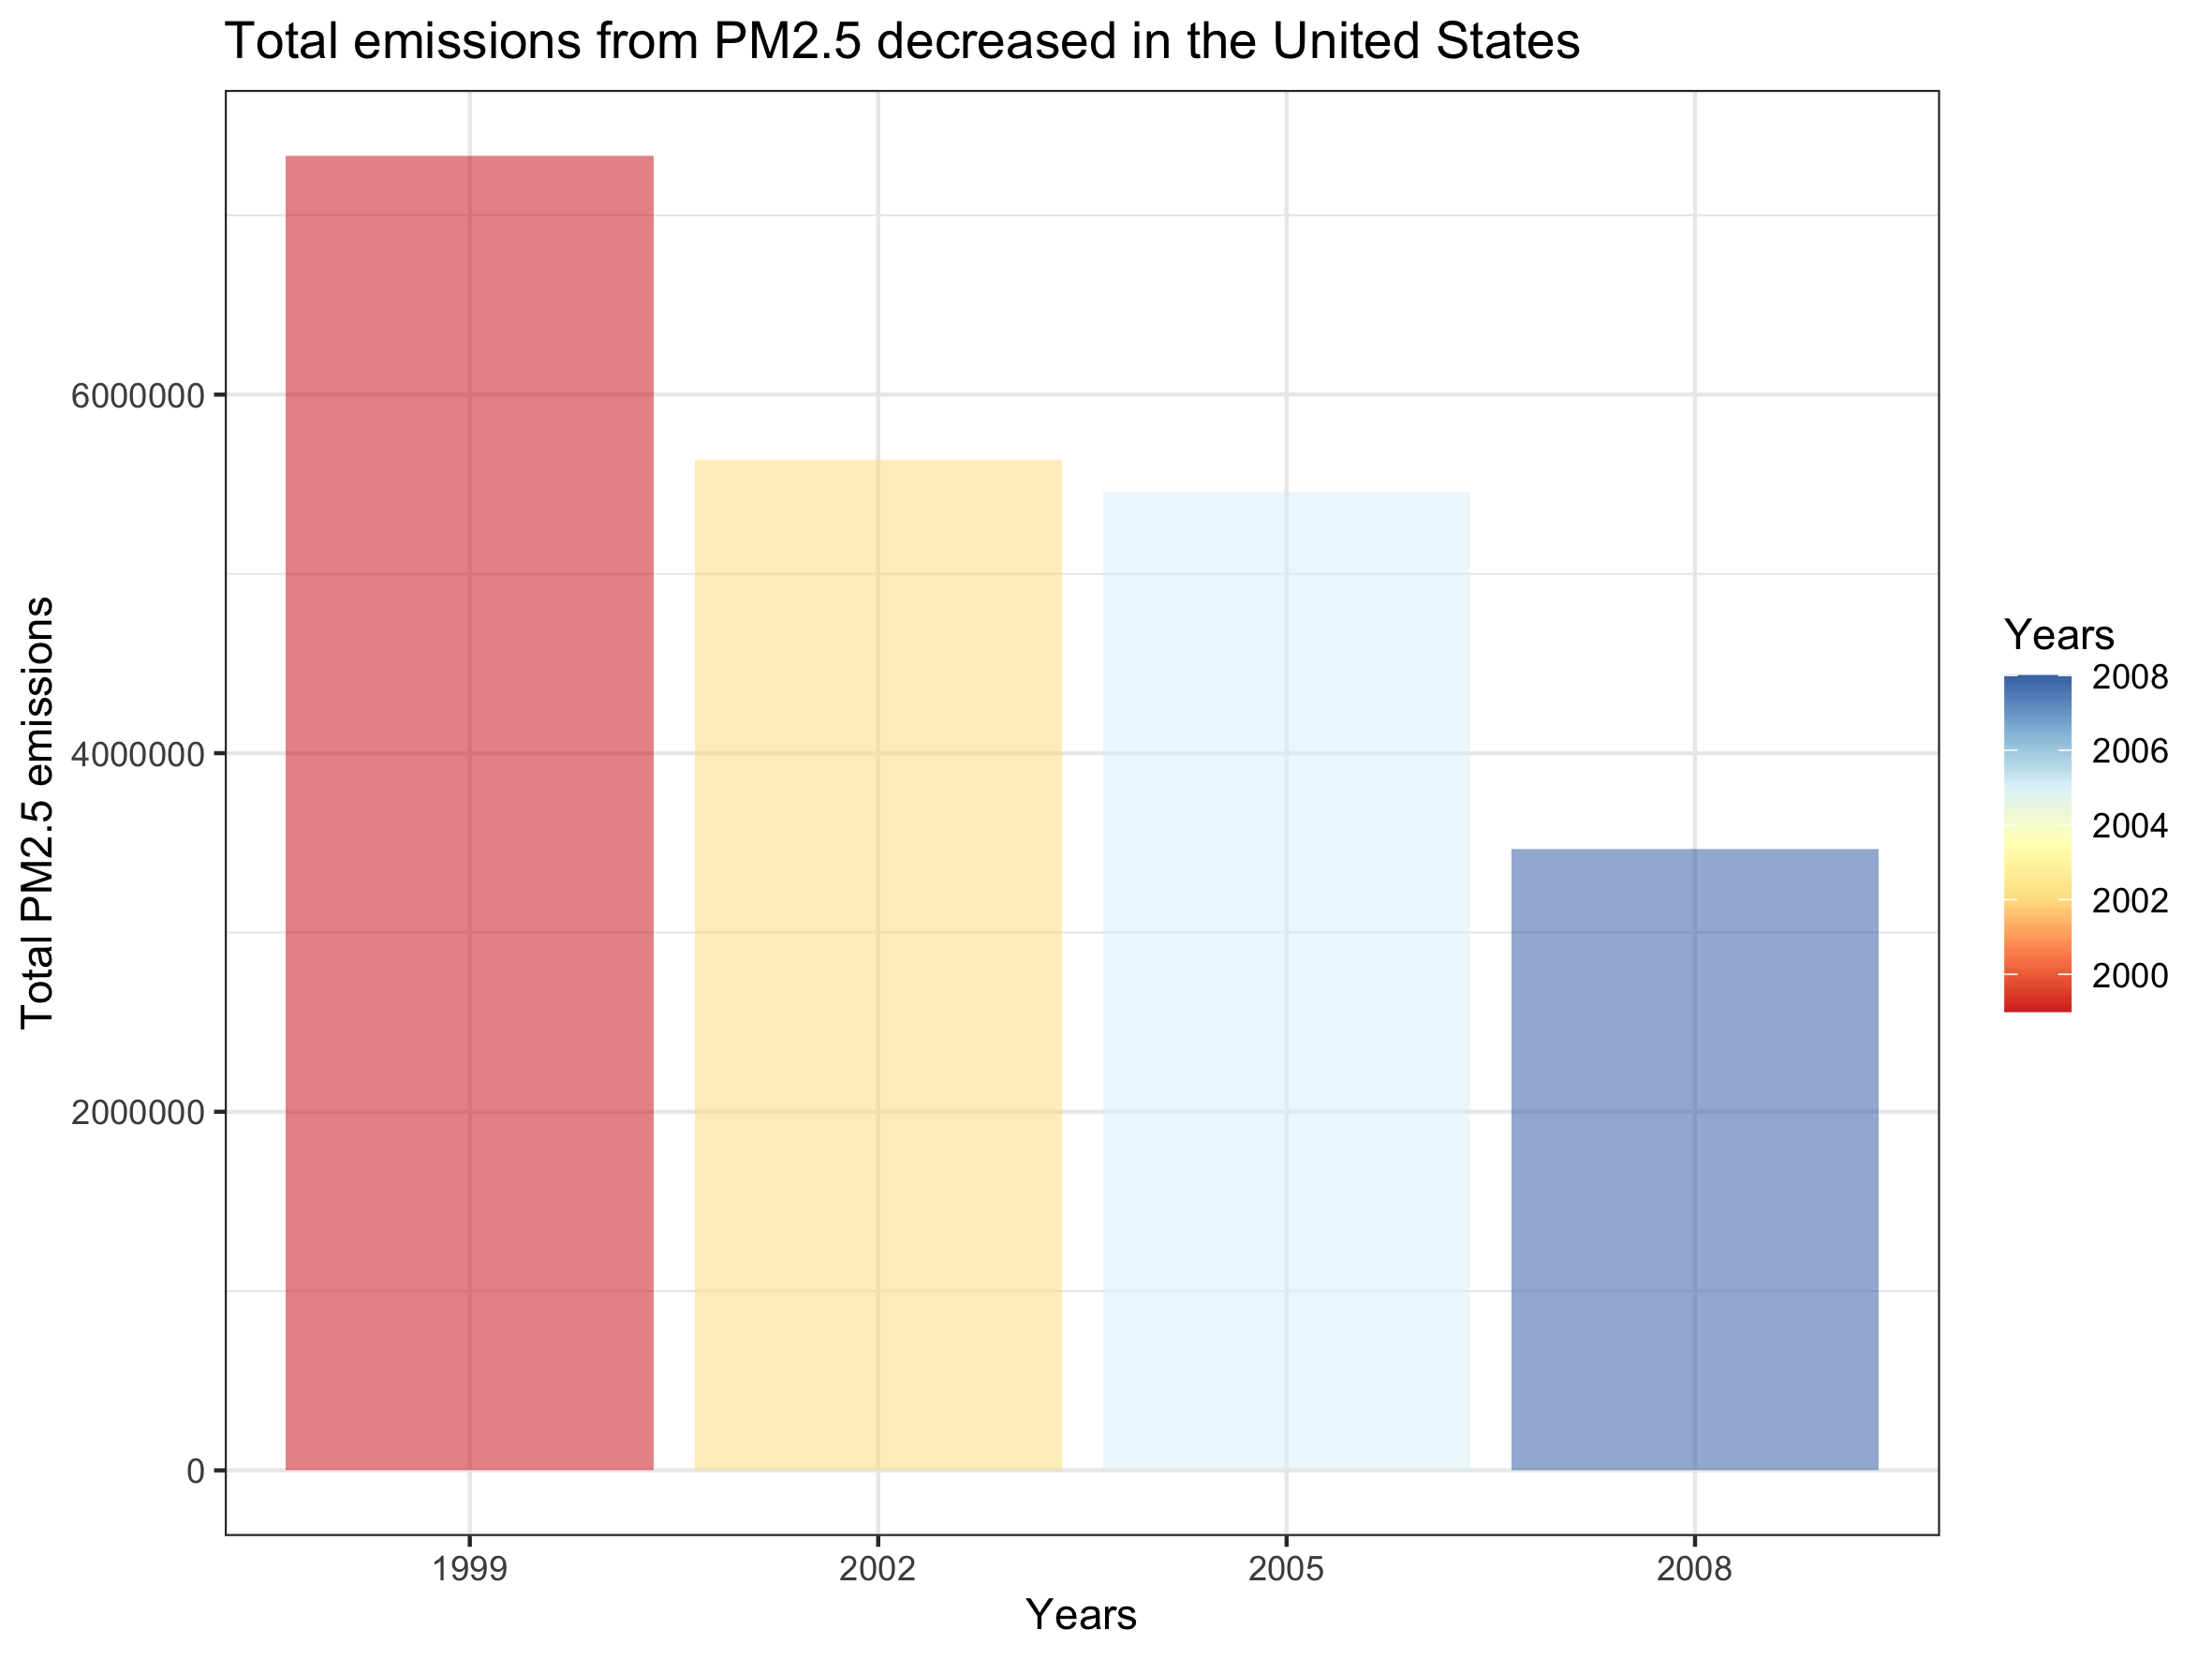 Total emissions from PM2.5 decreased in the United States
Total PM2.5 emissions
6000000
4000000
2000000
0
1999 2002 2005 2008
Years
Years
2008
2006
2004
2002
2000